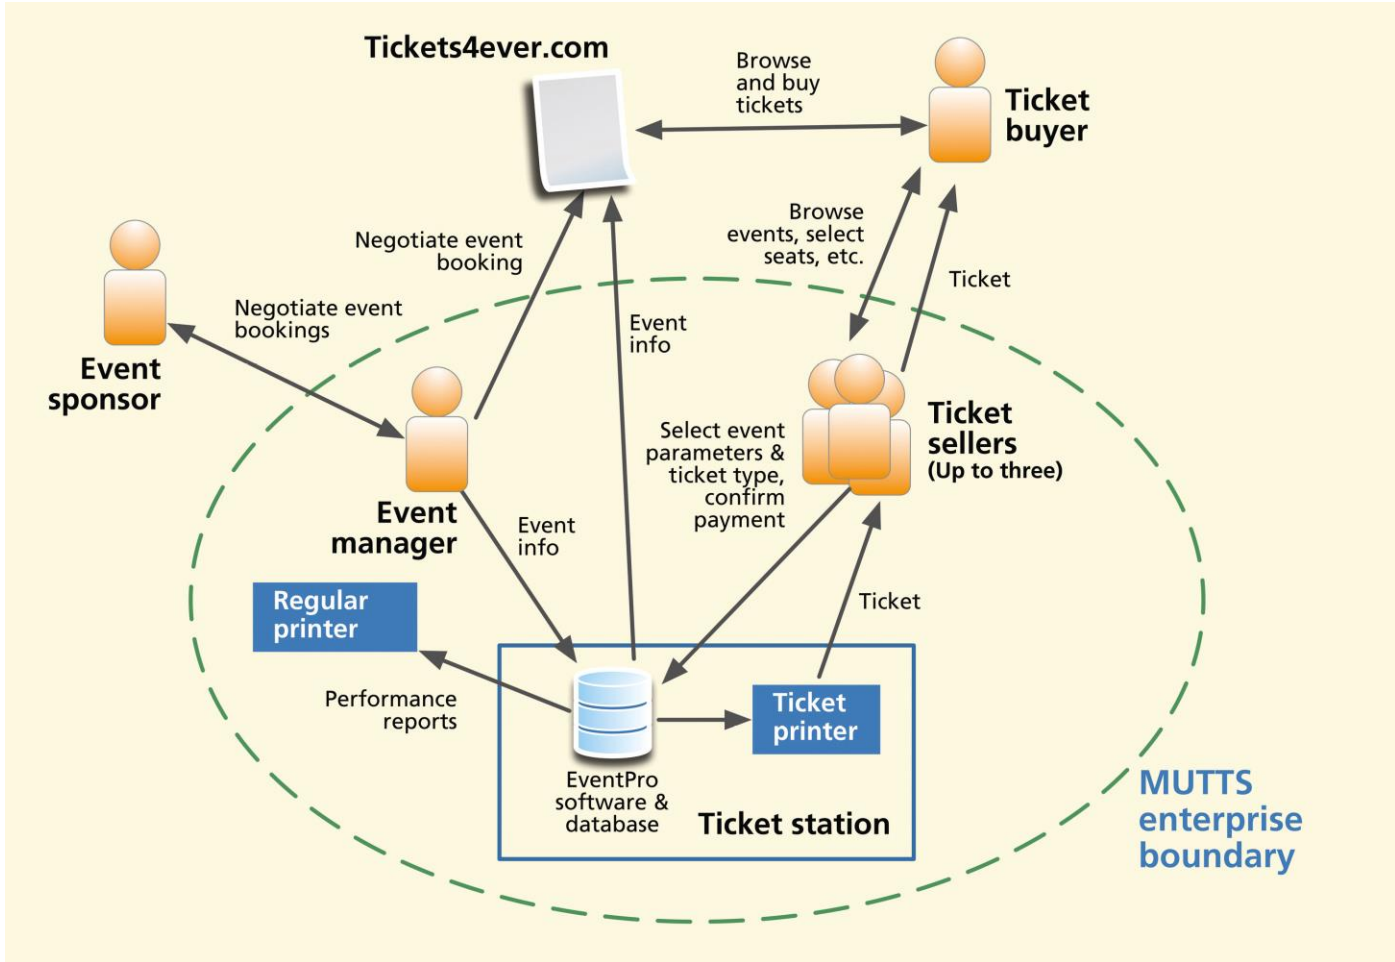 Tickets4ever.com
Browse
and buy
tickets
Ticket
buyer
Negotiate event
booking
Browse
events, select
seats, etc.
Ticket
Negotiate event
bookings
Event
sponsor
Event
info
Select event
parameters &
ticket type,
confirm
payment
Ticket
sellers
(Up to three)
Event
manager
Event
info
Regular
printer
Ticket
Performance
reports
Ticket
printer
EventPro
software &
database
Ticket station
MUTTS
enterprise
boundary